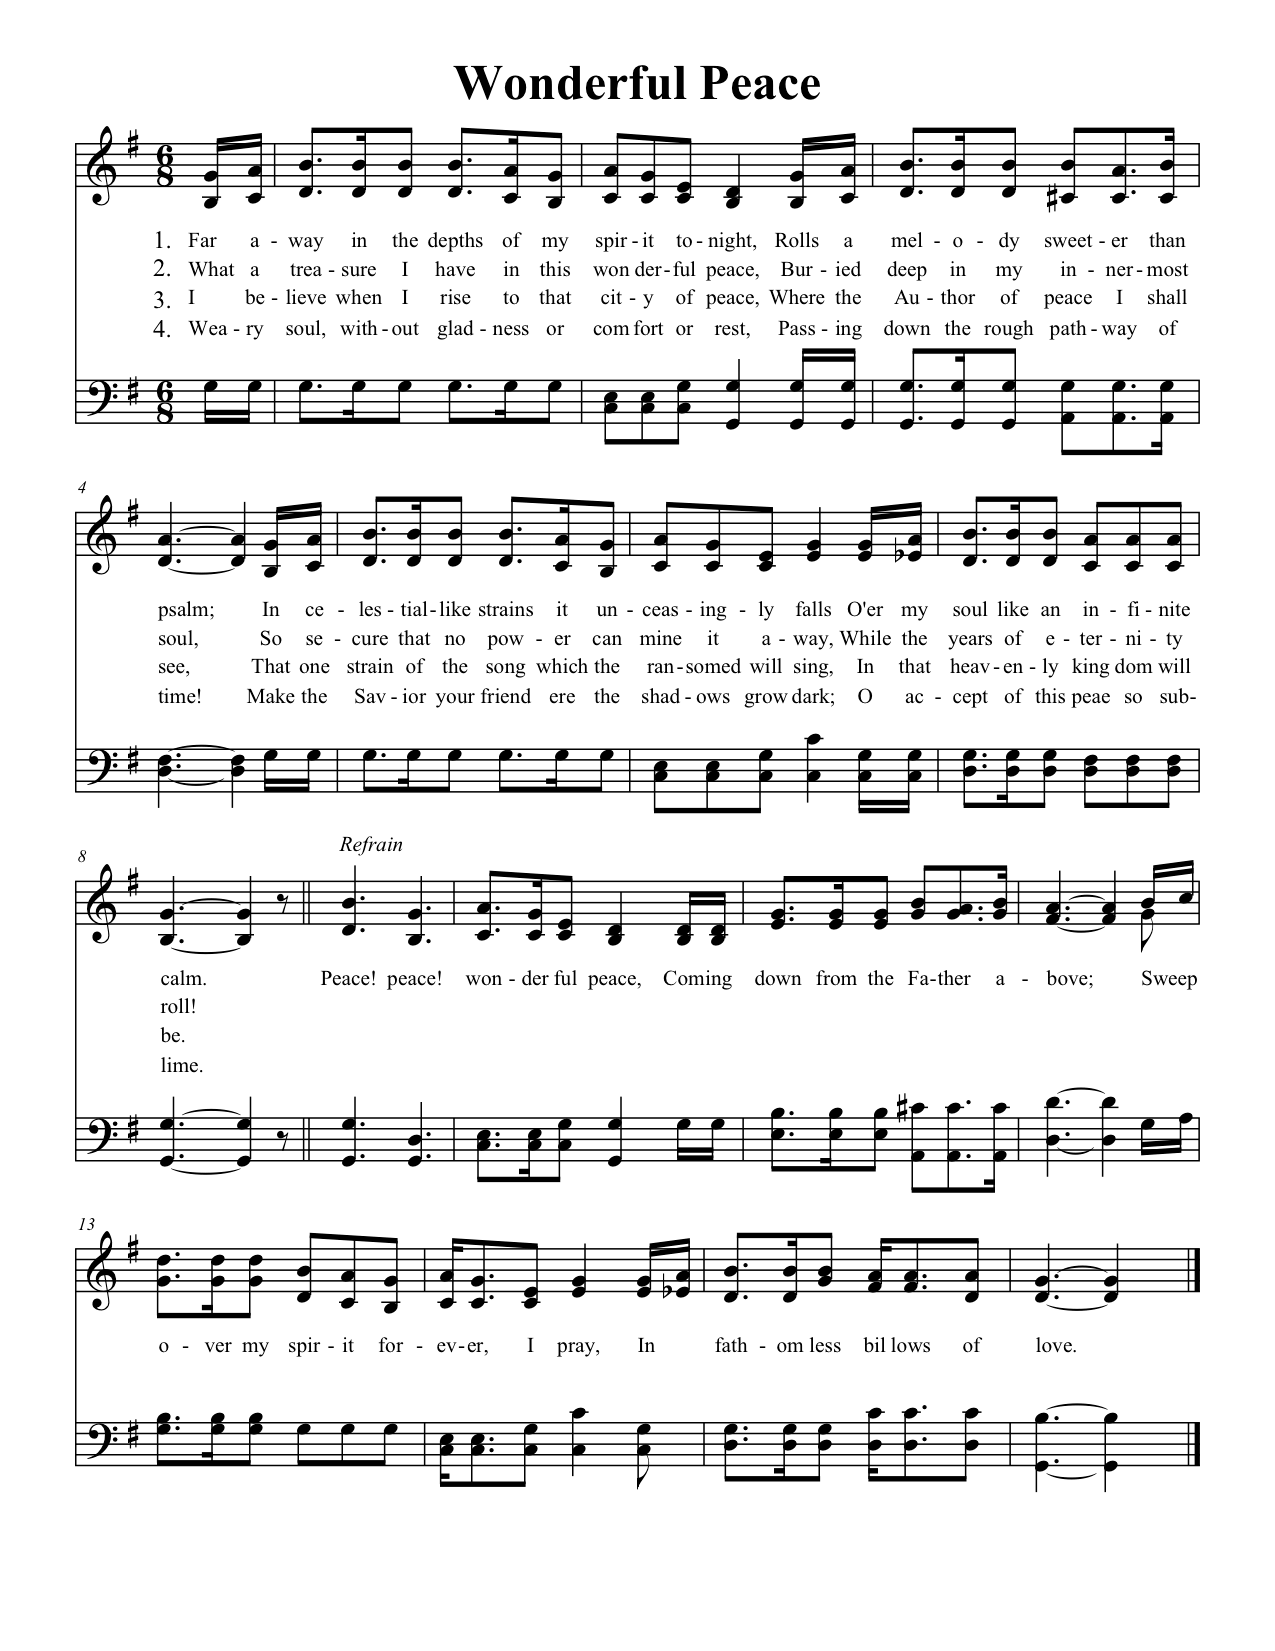 Wonderful Peace
6 8
1. Far a - way in the depths of my spir - it to - night, Rolls a mel - o - dy sweet - er than
2. What a trea - sure I have in this won der - ful peace, Bur - ied deep in my in - ner - most
3. I be - lieve when I rise to that cit - y of peace, Where the Au - thor of peace I shall
4. Wea - ry soul, with - out glad - ness or com fort or rest, Pass - ing down the rough path - way of
6 8
4
psalm; In ce - les - tial - like strains it un - ceas - ing - ly falls O'er my soul like an in - fi - nite
soul, So se - cure that no pow - er can mine it a - way, While the years of e - ter - ni - ty
see, That one strain of the song which the ran - somed will sing, In that heav - en - ly king dom will
time! Make the Sav - ior your friend ere the shad - ows grow dark; O ac - cept of this peae so sub-
8
Refrain
calm. Peace! peace! won - der ful peace, Coming down from the Fa - ther a - bove; Sweep
roll!
be.
lime.
13
o - ver my spir - it for - ev - er, I pray, In fath - om less bil lows of love.